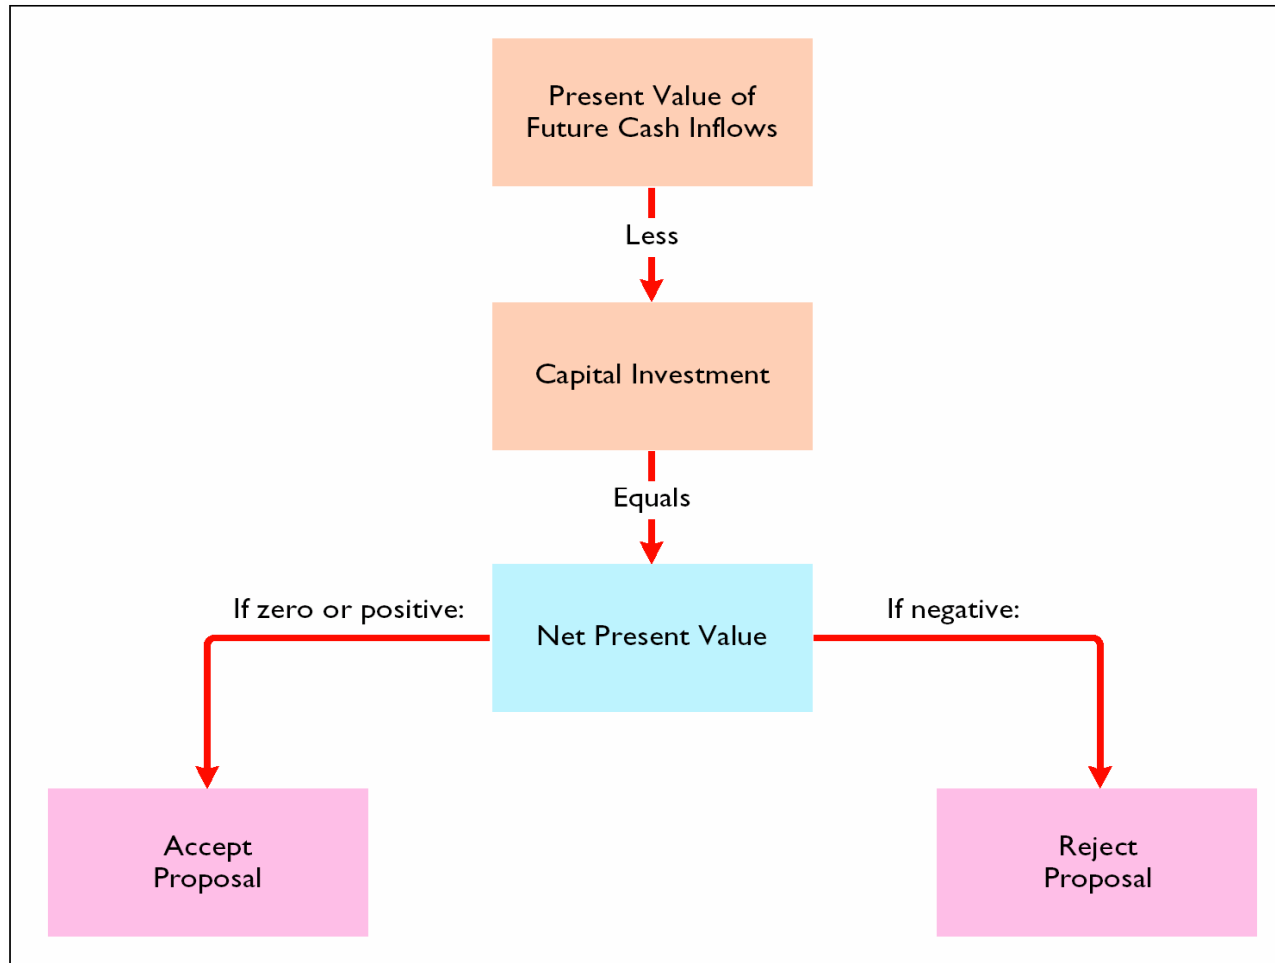 Present Value of
Future Cash Inflows
Less
Capital Investment
Equals
If zero or positive:
Net Present Value
If negative:
Accept
Proposal
Reject
Proposal